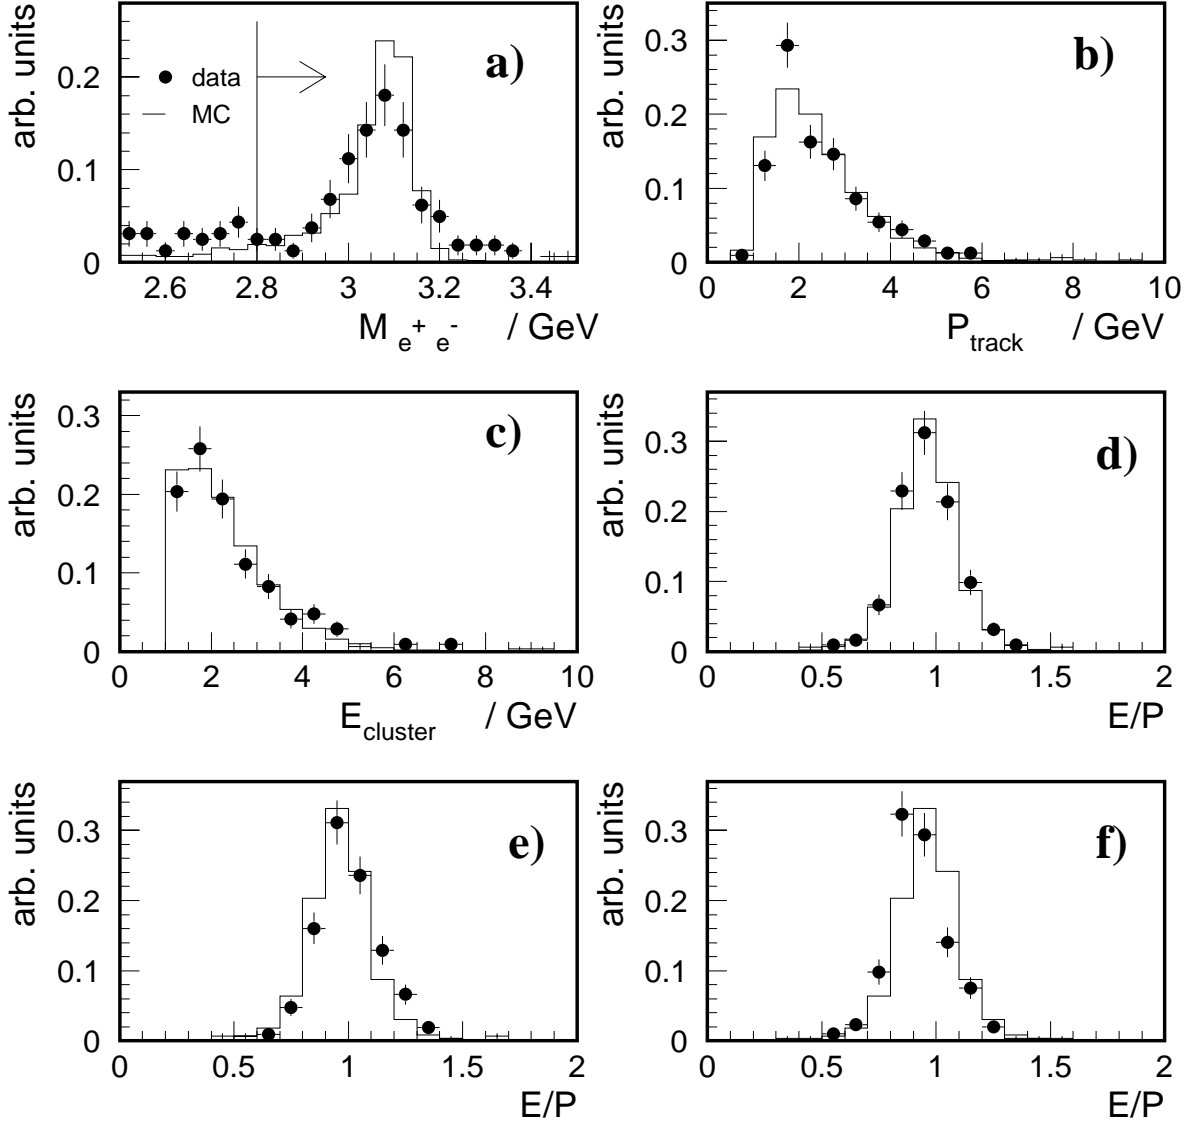 arb. units
0.2
0.1
0
a)
data
MC
2.6 2.8 3 3.2 3.4
M e+ e- / GeV
arb. units
0.3
0.2
0.1
0
b)
0 2 4 6 8 10
P track / GeV
arb. units
0.3
0.2
0.1
0
c)
0 2 4 6 8 10
E cluster / GeV
arb. units
0.3
0.2
0.1
0
d)
0 0.5 1 1.5 2
E/P
arb. units
0.3
0.2
0.1
0
e)
0 0.5 1 1.5 2
E/P
arb. units
0.3
0.2
0.1
0
f)
0 0.5 1 1.5 2
E/P